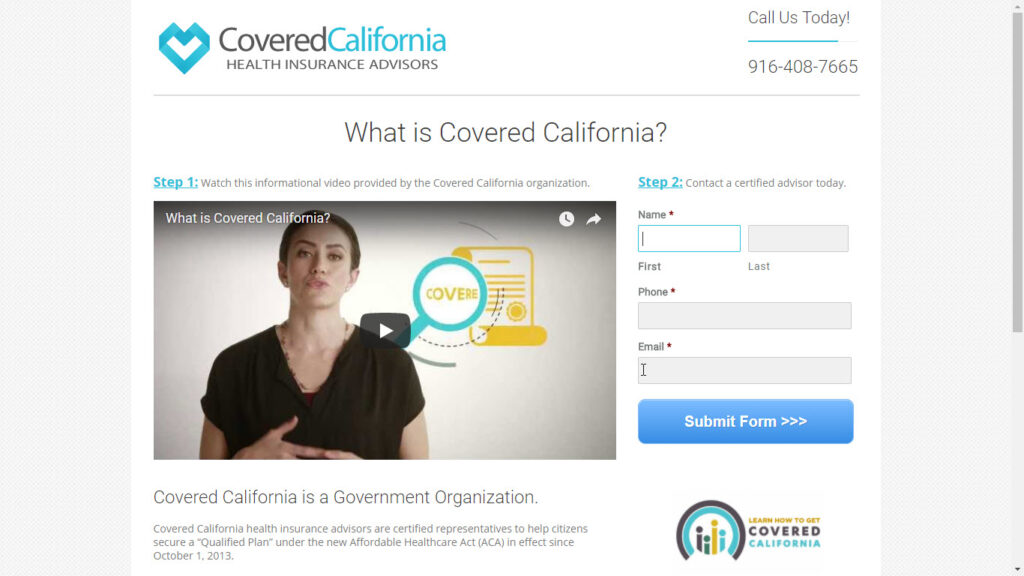 CoveredCalifornia
HEALTH INSURANCE ADVISORS
Call Us Today!
916-408-7665
What is Covered California?
Step 1: Watch this informational video provided by the Covered California organization.
What is Covered California?
COVERE
Step 2: Contact a certified advisor today.
Name *
First
Last
Phone *
Email *
Submit Form >>>
Covered California is a Government Organization.
Covered California health insurance advisors are certified representatives to help citizens
secure a “Qualified Plan” under the new Affordable Healthcare Act (ACA) in effect since
October 1, 2013.
LEARN HOW TO GET
COVERED
CALIFORNIA